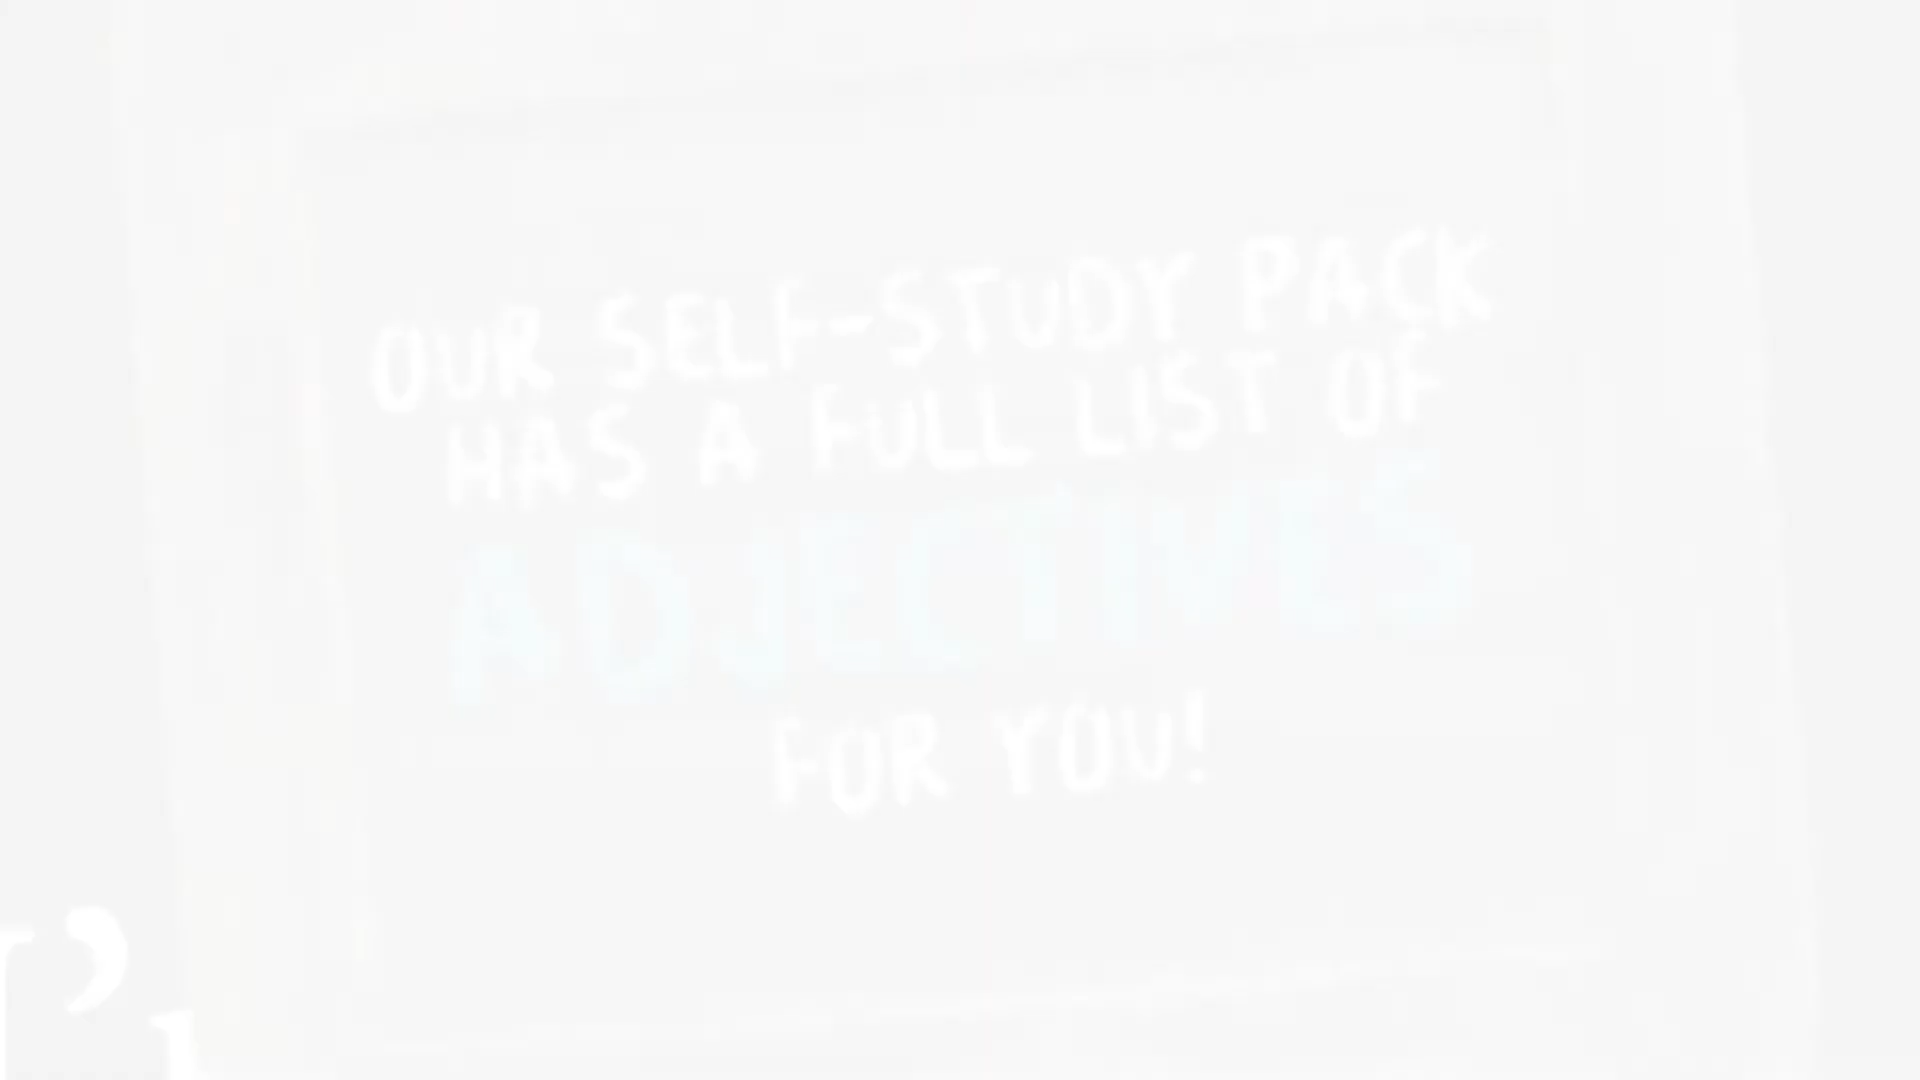 OUR SELF-STUDY PACK
HAS A FULL LIST OF
ADJECTIVES
FOR YOU!